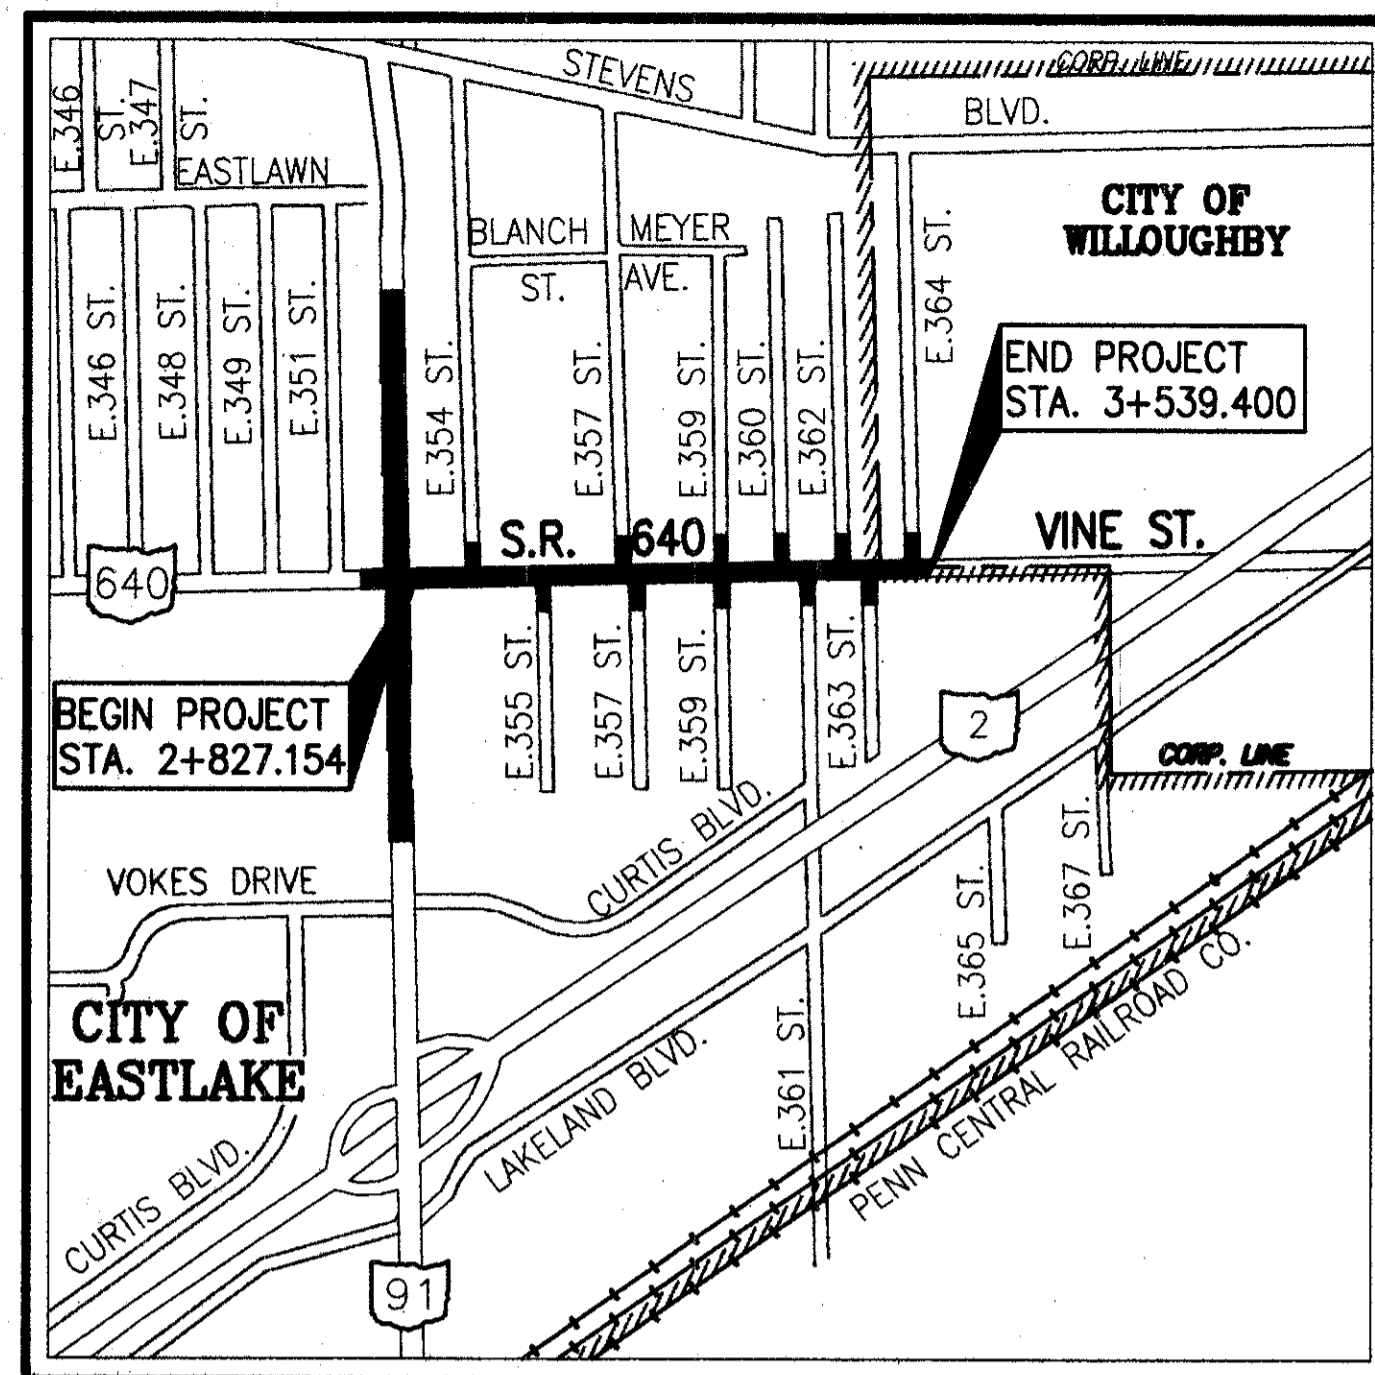 STEVENS
CORP. LINE
BLVD.
E.346
ST.
E.347
ST.
EASTLAWN
CITY OF
WILLOUGHBY
BLANCH
MEYER
ST.
AVE.
E.364 ST.
E.346 ST.
E.348 ST.
E.349 ST.
E.351 ST.
E.354 ST.
E.357 ST.
E.359 ST.
E.360 ST.
E.362 ST.
END PROJECT
STA. 3+539.400
S.R. 640
VINE ST.
640
BEGIN PROJECT
STA. 2+827.154
E.355 ST.
E.357 ST.
E.359 ST.
E.363 ST.
2
CORP. LINE
CURTIS BLVD.
VOKES DRIVE
E.365 ST.
E.367 ST.
CITY OF
EASTLAKE
LAKELAND BLVD.
E.361 ST.
PENN CENTRAL RAILROAD CO.
CURTIS BLVD.
91